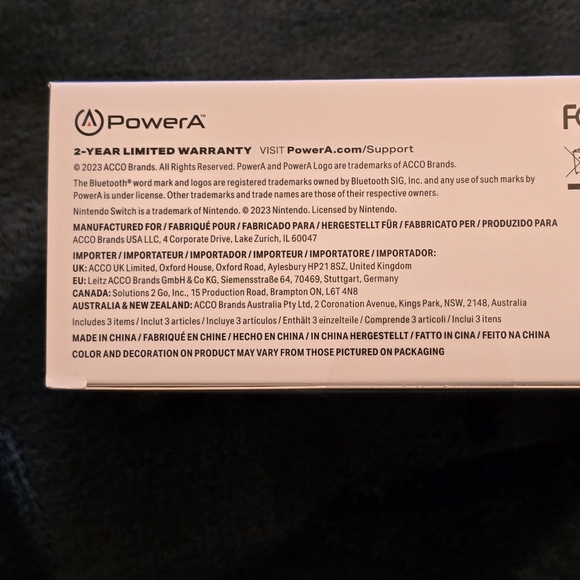 PowerA™
2-YEAR LIMITED WARRANTY VISIT PowerA.com/Support
© 2023 ACCO Brands. All Rights Reserved. PowerA and PowerA Logo are trademarks of ACCO Brands.
The Bluetooth® word mark and logos are registered trademarks owned by Bluetooth SIG, Inc. and any use of such marks by
PowerA is under license. Other trademarks and trade names are those of their respective owners.
Nintendo Switch is a trademark of Nintendo. © 2023 Nintendo. Licensed by Nintendo.
MANUFACTURED FOR / FABRIQUÉ POUR / FABRICADO PARA / HERGESTELLT FÜR / FABBRICATO PER / PRODUZIDO PARA
ACCO Brands USA LLC, 4 Corporate Drive, Lake Zurich, IL 60047
IMPORTER / IMPORTATEUR / IMPORTADOR / IMPORTEUR / IMPORTATORE / IMPORTADOR:
UK: ACCO UK Limited, Oxford House, Oxford Road, Aylesbury HP21 8SZ, United Kingdom
EU: Leitz ACCO Brands GmbH & Co KG, Siemensstraße 64, 70469, Stuttgart, Germany
CANADA: Solutions 2 Go, Inc., 15 Production Road, Brampton ON, L6T 4N8
AUSTRALIA & NEW ZEALAND: ACCO Brands Australia Pty Ltd, 2 Coronation Avenue, Kings Park, NSW, 2148, Australia
Includes 3 items / Inclut 3 articles / Incluye 3 artículos / Enthält 3 einzelteile / Comprende 3 articoli / Inclui 3 itens
MADE IN CHINA / FABRIQUÉ EN CHINE / HECHO EN CHINA / IN CHINA HERGESTELLT / FATTO IN CINA / FEITO NA CHINA
COLOR AND DECORATION ON PRODUCT MAY VARY FROM THOSE PICTURED ON PACKAGING